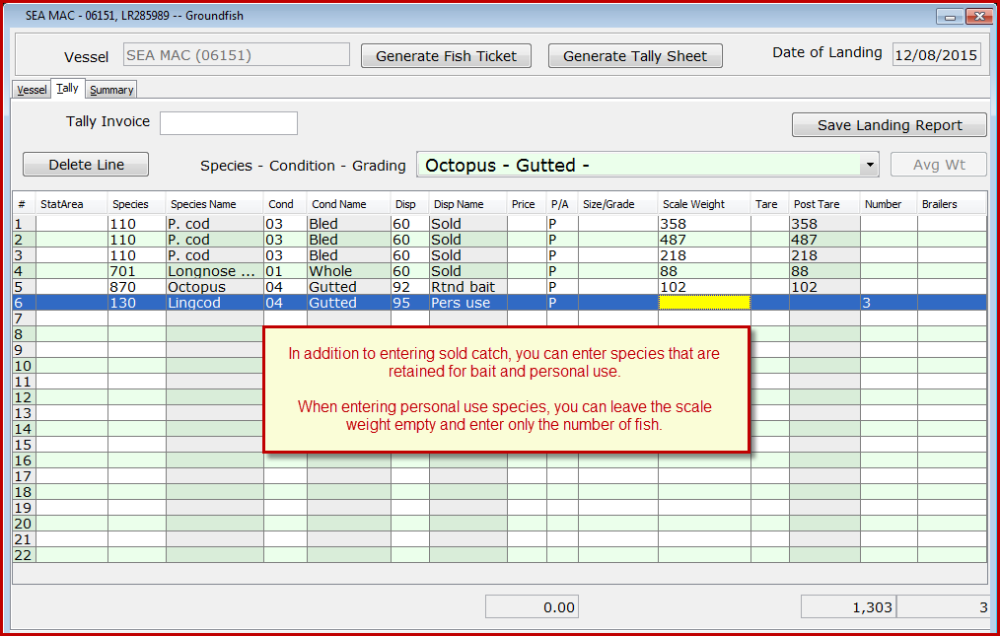 SEA MAC - 06151, LR285989 -- Groundfish
Vessel SEA MAC (06151) Generate Fish Ticket Generate Tally Sheet Date of Landing 12/08/2015
Vessel Tally Summary
Tally Invoice Save Landing Report
Delete Line Species - Condition - Grading Octopus - Gutted - Avg Wt
# StatArea Species Species Name Cond Cond Name Disp Disp Name Price P/A Size/Grade Scale Weight Tare Post Tare Number Brailers
1 110 P. cod 03 Bled 60 Sold P 358 358
2 110 P. cod 03 Bled 60 Sold P 487 487
3 110 P. cod 03 Bled 60 Sold P 218 218
4 701 Longnose ... 01 Whole 60 Sold P 88 88
5 870 Octopus 04 Gutted 92 Rtnd bait P 102 102
6 130 Lingcod 04 Gutted 95 Pers use P 3
7
8
9
10
11
12
13
14
15
16
17
18
19
20
21
22
In addition to entering sold catch, you can enter species that are
retained for bait and personal use.
When entering personal use species, you can leave the scale
weight empty and enter only the number of fish.
0.00 1,303 3